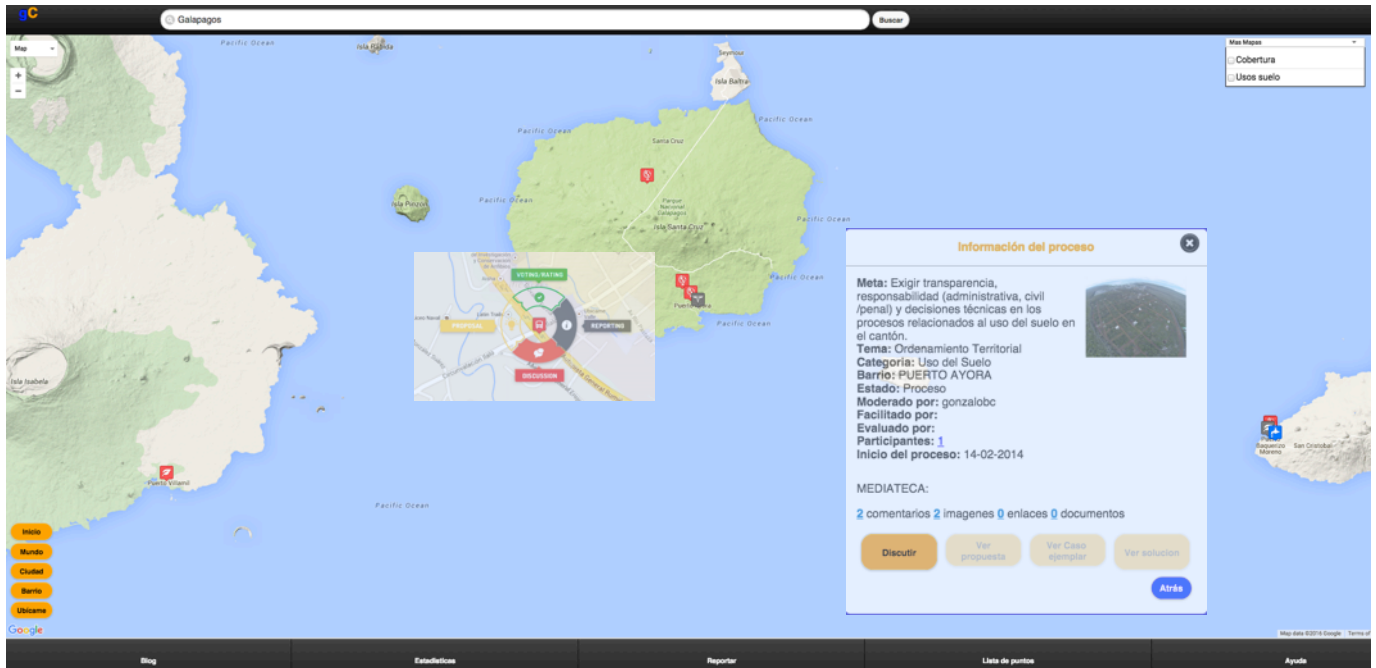 gC
Galapagos
Buscar
Map
+
−
Pacific Ocean
Isla Rábida
Seymour
Isla Baltra
Mas Mapas
Cobertura
Usos suelo
Pacific Ocean
Pacific Ocean
Santa Cruz
Isla Pinzón
Pacific Ocean
Parque
Nacional
Galapagos
Isla Santa Cruz
Pacific Ocean
Pacific Ocean
Pacific Ocean
VOTING/RATING
PROPOSAL
REPORTING
DISCUSSION
Información del proceso
Meta: Exigir transparencia,
responsabilidad (administrativa, civil
/penal) y decisiones técnicas en los
procesos relacionados al uso del suelo en
el cantón.
Tema: Ordenamiento Territorial
Categoria: Uso del Suelo
Barrio: PUERTO AYORA
Estado: Proceso
Moderado por: gonzalobc
Facilitado por:
Evaluado por:
Participantes: 1
Inicio del proceso: 14-02-2014
MEDIATECA:
2 comentarios 2 imagenes 0 enlaces 0 documentos
Discutir
Ver
propuesta
Ver Caso
ejemplar
Ver solucion
Atrás
Isla Isabela
Puerto Villamil
Pacific Ocean
Baquerizo
Moreno
San Cristobal
Inicio
Mundo
Ciudad
Barrio
Ubícame
Google
Map data ©2016 Google
Terms of
Blog
Estadísticas
Reportar
Lista de puntos
Ayuda